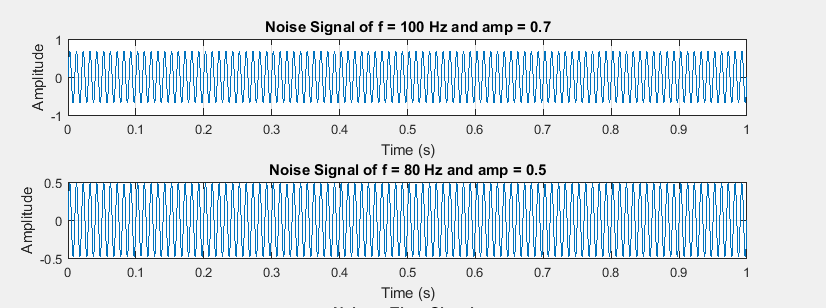 Noise Signal of f = 100 Hz and amp = 0.7
1
0
-1
Amplitude
0 0.1 0.2 0.3 0.4 0.5 0.6 0.7 0.8 0.9 1
Time (s)
Noise Signal of f = 80 Hz and amp = 0.5
0.5
0
-0.5
Amplitude
0 0.1 0.2 0.3 0.4 0.5 0.6 0.7 0.8 0.9 1
Time (s)